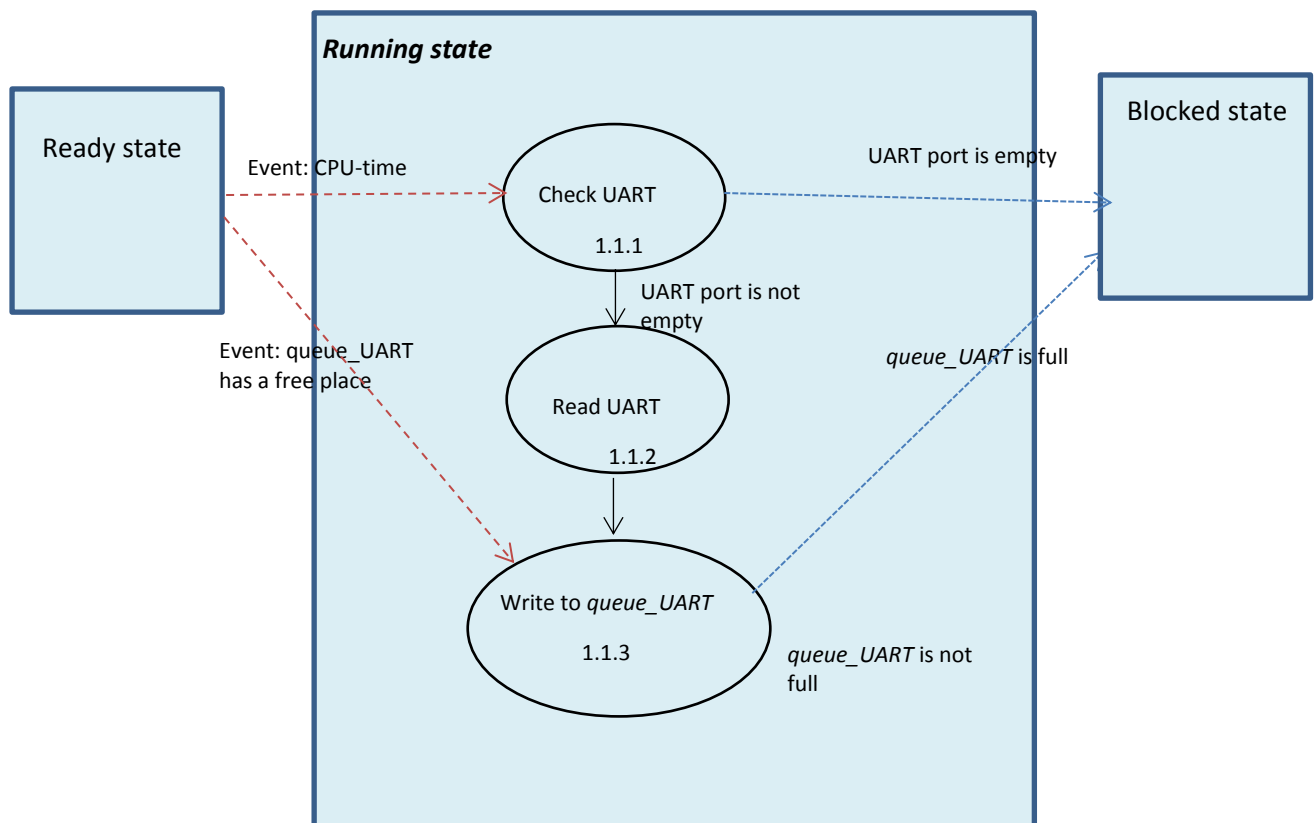 Running state
Ready state
Blocked state
Event: CPU-time
UART port is empty
Check UART
1.1.1
UART port is not
empty
Event: queue_UART
has a free place
queue_UART is full
Read UART
1.1.2
Write to queue_UART
1.1.3
queue_UART is not
full